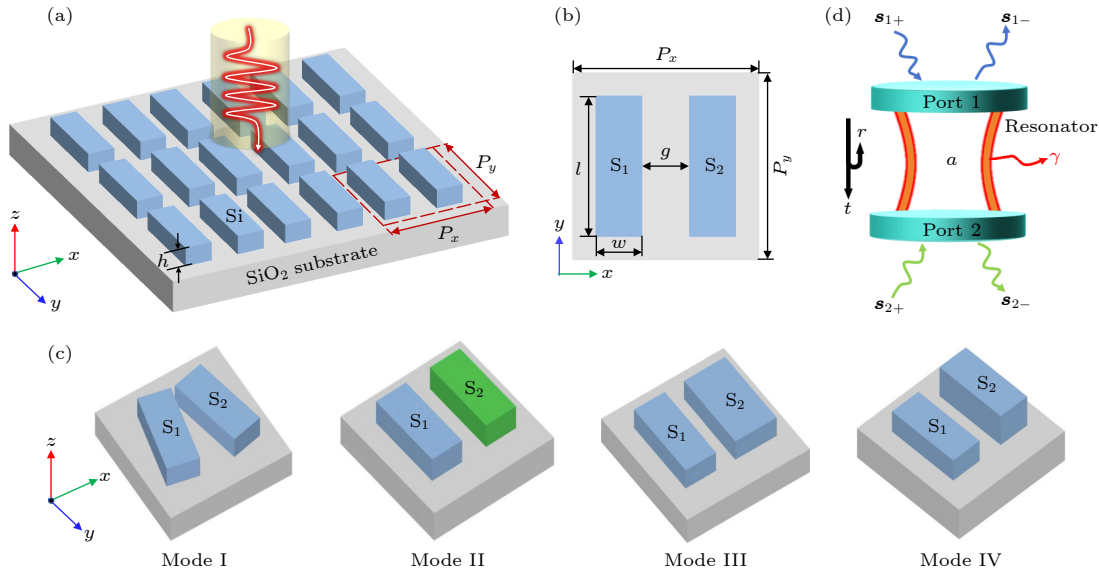 (a)
Si
h
SiO2 substrate
Px
Py
z
x
y
(b)
Px
Py
l
S1
g
S2
w
y
x
(d)
s1+
s1−
Port 1
Resonator
r
t
a
γ
Port 2
s2+
s2−
(c)
z
x
y
S1
S2
Mode I
S1
S2
Mode II
S1
S2
Mode III
S1
S2
Mode IV